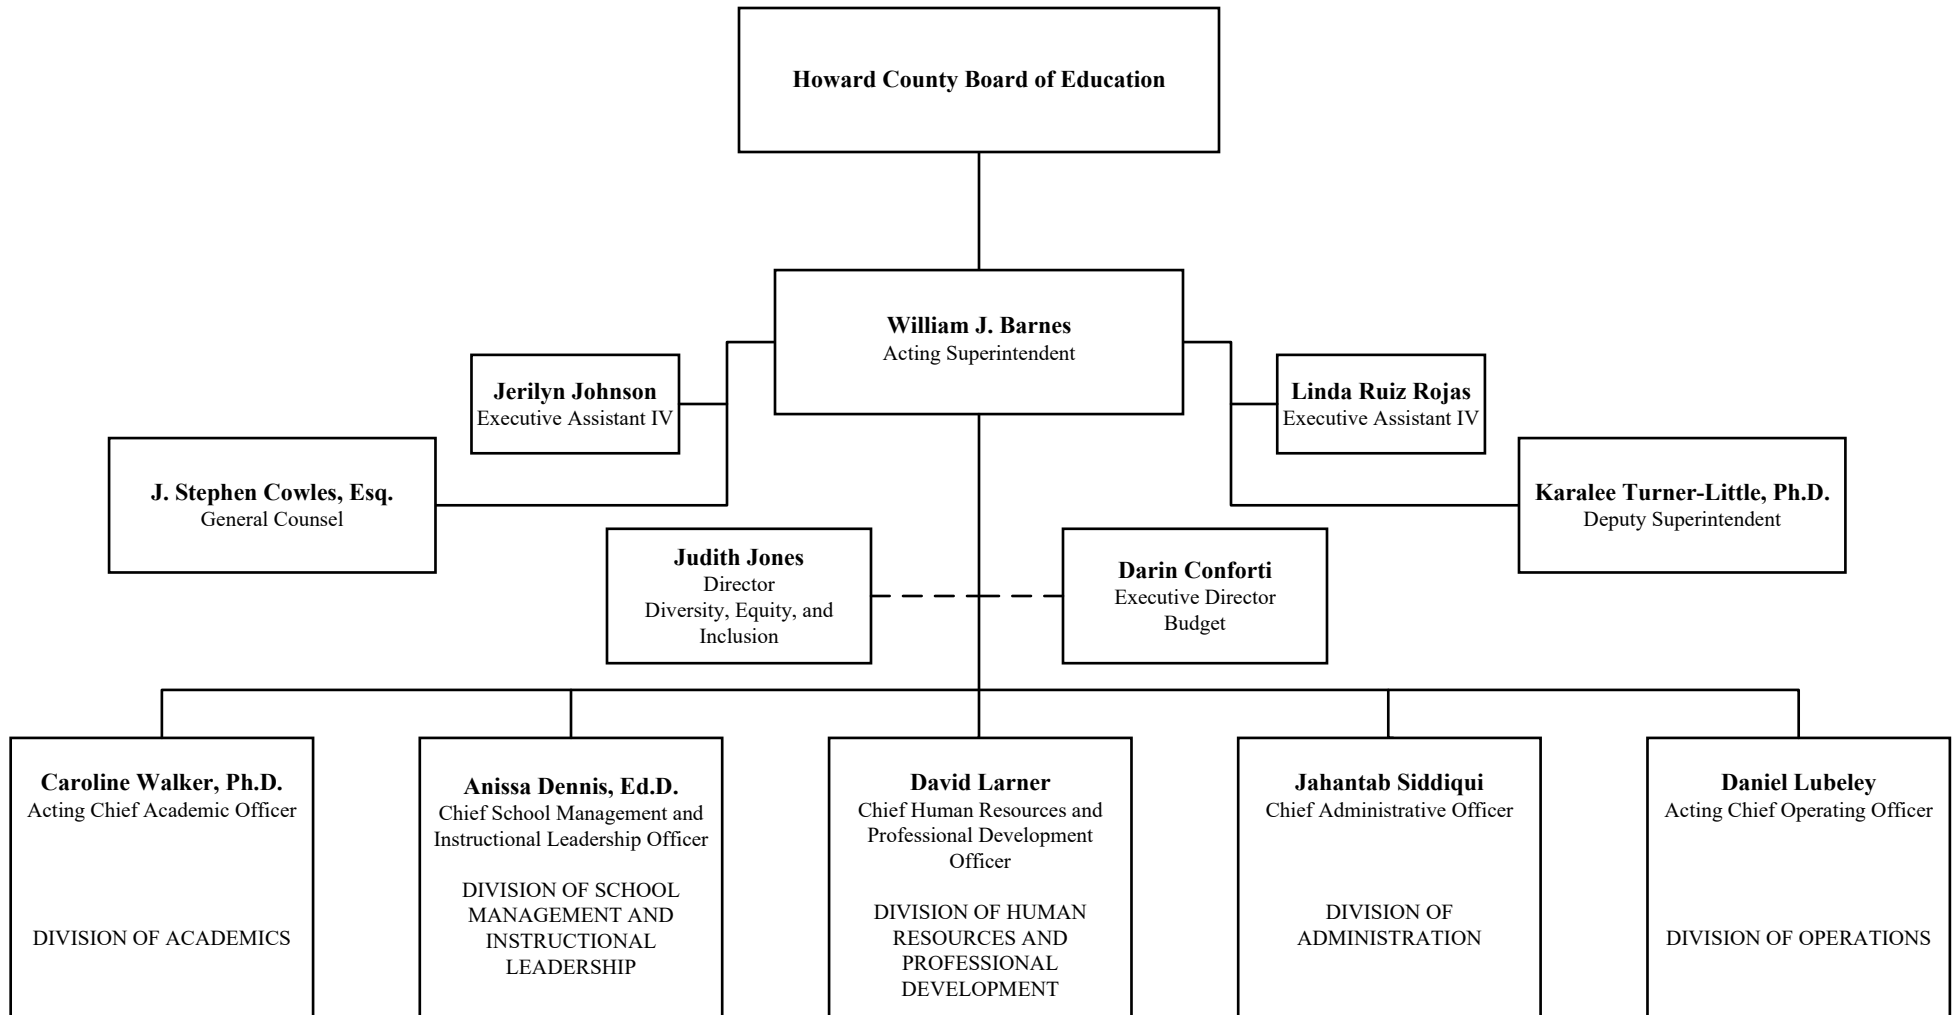 Howard County Board of Education
William J. Barnes
Acting Superintendent
Jerilyn Johnson
Executive Assistant IV
Linda Ruiz Rojas
Executive Assistant IV
J. Stephen Cowles, Esq.
General Counsel
Karalee Turner-Little, Ph.D.
Deputy Superintendent
Judith Jones
Director
Diversity, Equity, and
Inclusion
Darin Conforti
Executive Director
Budget
Caroline Walker, Ph.D.
Acting Chief Academic Officer
DIVISION OF ACADEMICS
Anissa Dennis, Ed.D.
Chief School Management and
Instructional Leadership Officer
DIVISION OF SCHOOL
MANAGEMENT AND
INSTRUCTIONAL
LEADERSHIP
David Larner
Chief Human Resources and
Professional Development
Officer
DIVISION OF HUMAN
RESOURCES AND
PROFESSIONAL
DEVELOPMENT
Jahantab Siddiqui
Chief Administrative Officer
DIVISION OF
ADMINISTRATION
Daniel Lubeley
Acting Chief Operating Officer
DIVISION OF OPERATIONS